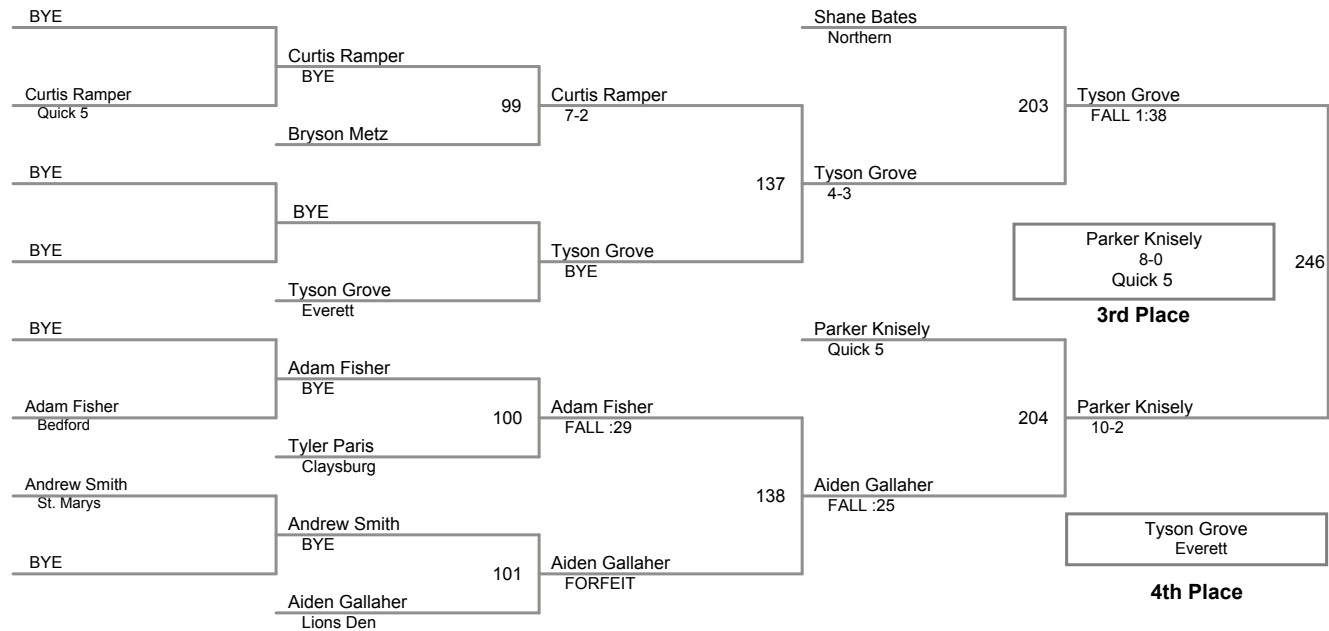 BYE
Curtis Ramper
Quick 5
BYE
BYE
BYE
Adam Fisher
Bedford
Andrew Smith
St. Marys
BYE
Curtis Ramper
BYE
Bryson Metz
BYE
Tyson Grove
Everett
Adam Fisher
BYE
Tyler Paris
Claysburg
Andrew Smith
BYE
Aiden Gallaher
Lions Den
99
100
101
Curtis Ramper
7-2
Tyson Grove
BYE
Adam Fisher
FALL :29
Aiden Gallaher
FORFEIT
137
138
Shane Bates
Northern
Tyson Grove
4-3
Parker Knisely
Quick 5
Aiden Gallaher
FALL :25
203
204
Tyson Grove
FALL 1:38
Parker Knisely
10-2
246
Parker Knisely
8-0
Quick 5
3rd Place
Tyson Grove
Everett
4th Place